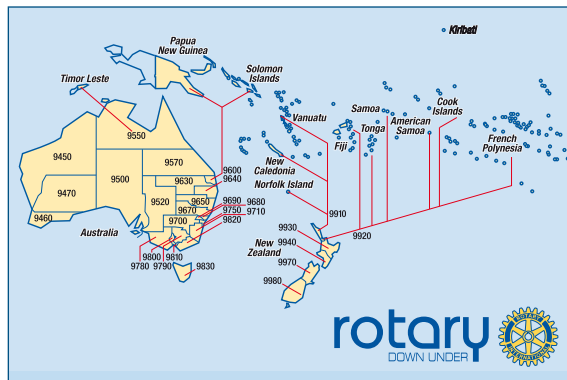 Kiribati
Papua
New Guinea
Solomon
Islands
Timor Leste
Samoa
Cook
Islands
American
Samoa
Vanuatu
Fiji
Tonga
French
Polynesia
9550
9450
9570
9500
9600
9630
9640
New
Caledonia
Norfolk Island
9470
9520
9650
9690 9680
9670
9750 9710
9460
9700
9820
9910
Australia
9930
9920
New
Zealand
9940
9800 9810
9780 9790
9830
9970
9980
rotary
DOWN UNDER
ROTARY
INTERNATIONAL